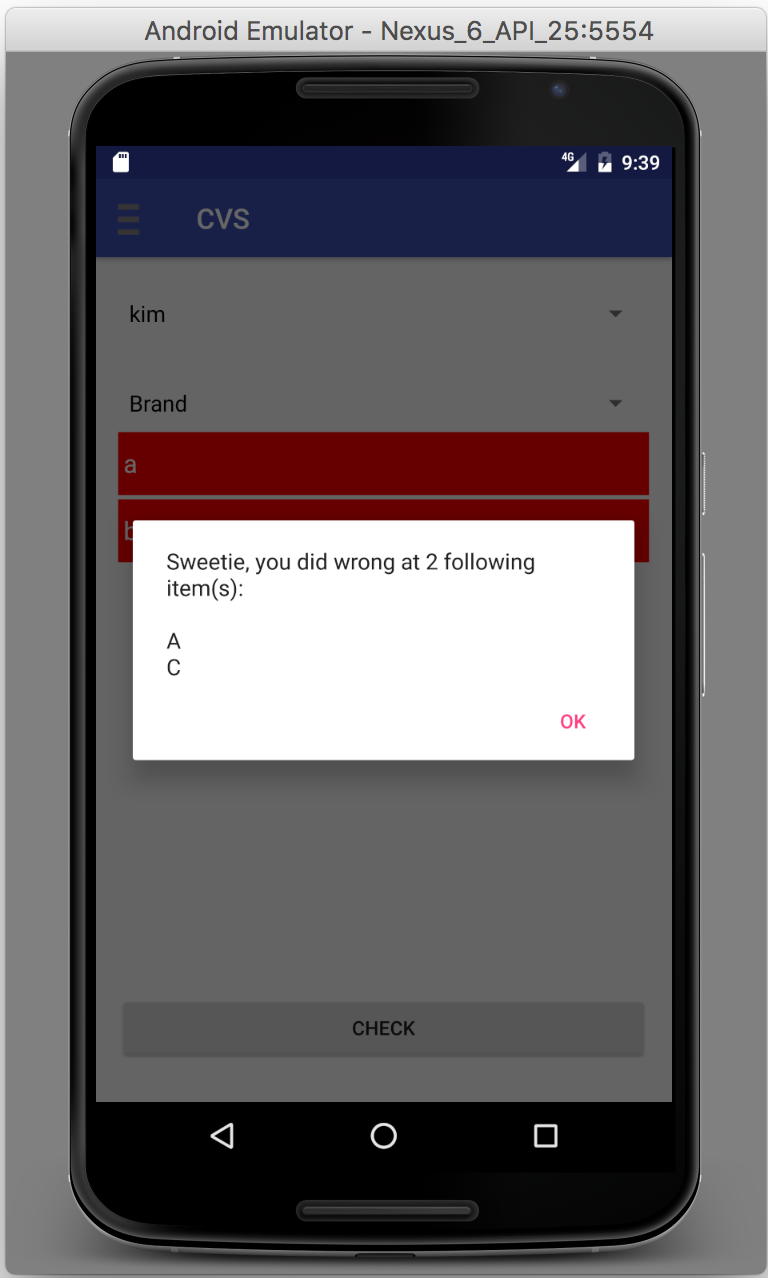 Android Emulator - Nexus_6_API_25:5554
4G 9:39
CVS
kim
Brand
a
b
Sweetie, you did wrong at 2 following
item(s):
A
C
OK
CHECK